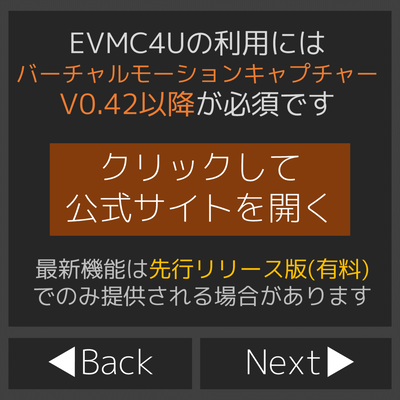 EVMC4Uの利用には
バーチャルモーションキャプチャー
V0.42以降が必須です
クリックして
公式サイトを開く
最新機能は先行リリース版(有料)
でのみ提供される場合があります
◀Back
Next▶